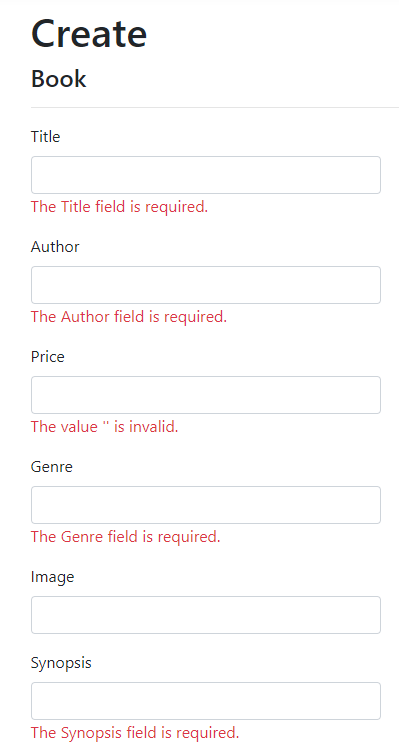 Create
Book
Title
The Title field is required.
Author
The Author field is required.
Price
The value '' is invalid.
Genre
The Genre field is required.
Image
Synopsis
The Synopsis field is required.